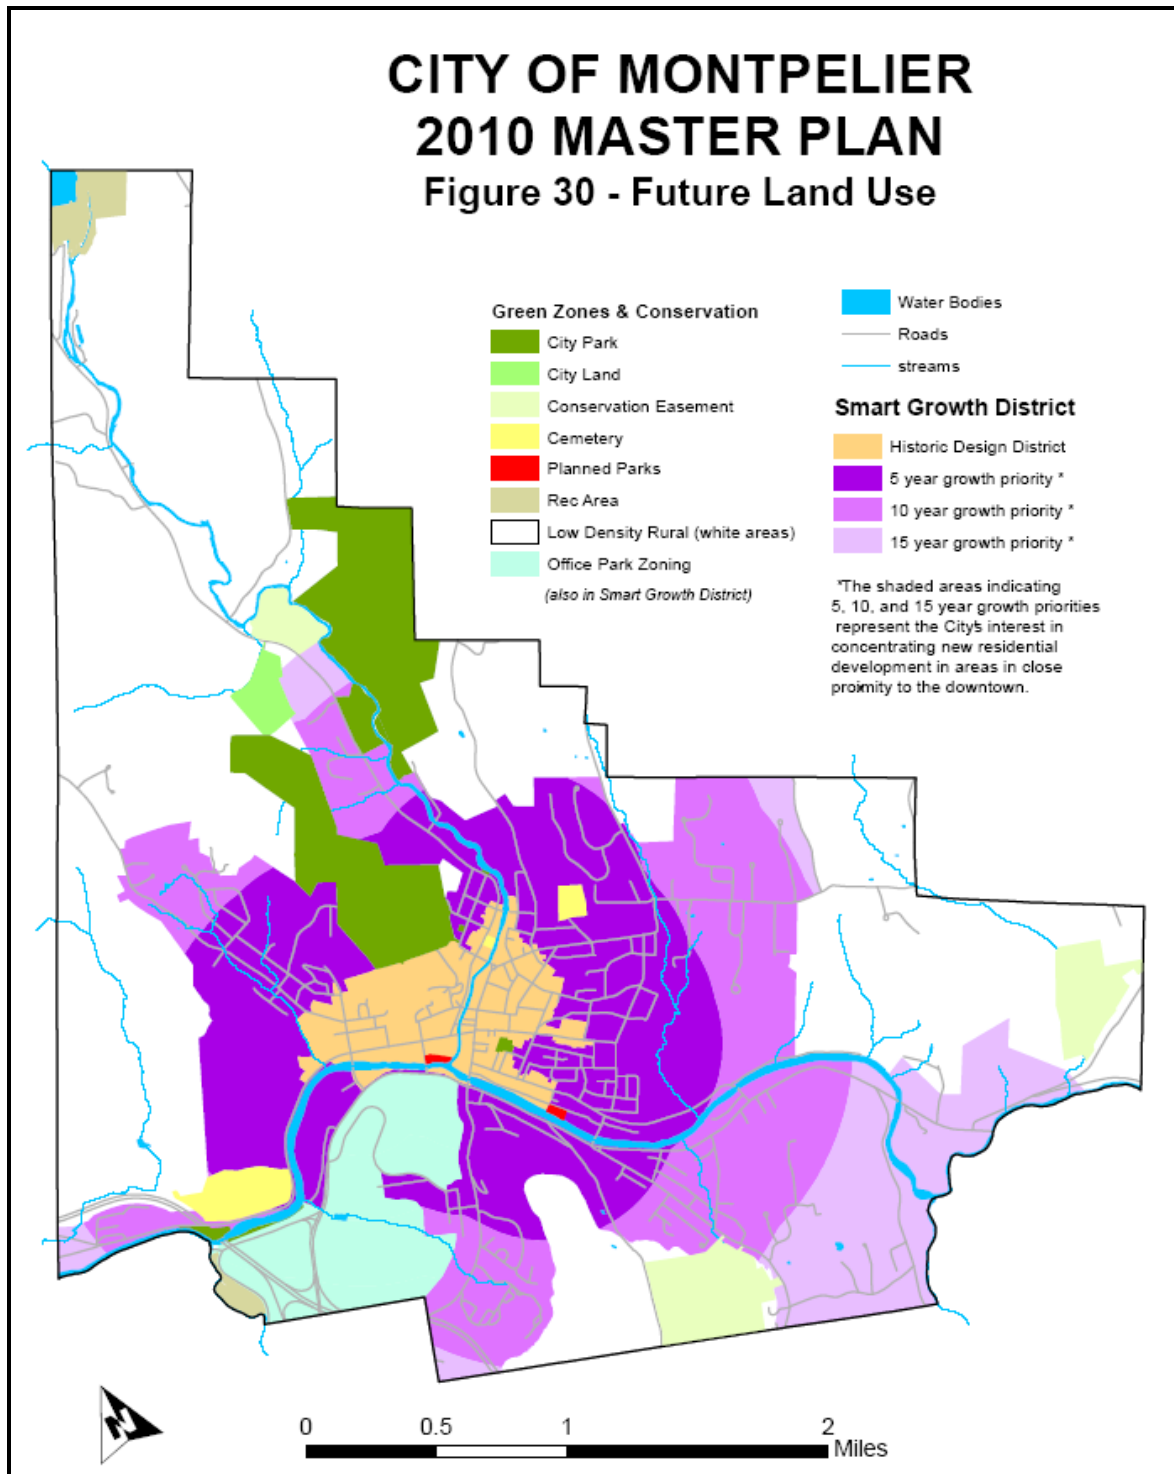 CITY OF MONTPELIER
2010 MASTER PLAN
Figure 30 - Future Land Use
Green Zones & Conservation
City Park
City Land
Conservation Easement
Cemetery
Planned Parks
Rec Area
Low Density Rural (white areas)
Office Park Zoning
(also in Smart Growth District)
Water Bodies
Roads
streams
Smart Growth District
Historic Design District
5 year growth priority *
10 year growth priority *
15 year growth priority *
*The shaded areas indicating
5, 10, and 15 year growth priorities
represent the City's interest in
concentrating new residential
development in areas in close
proximity to the downtown.
N
0 0.5 1 2
Miles